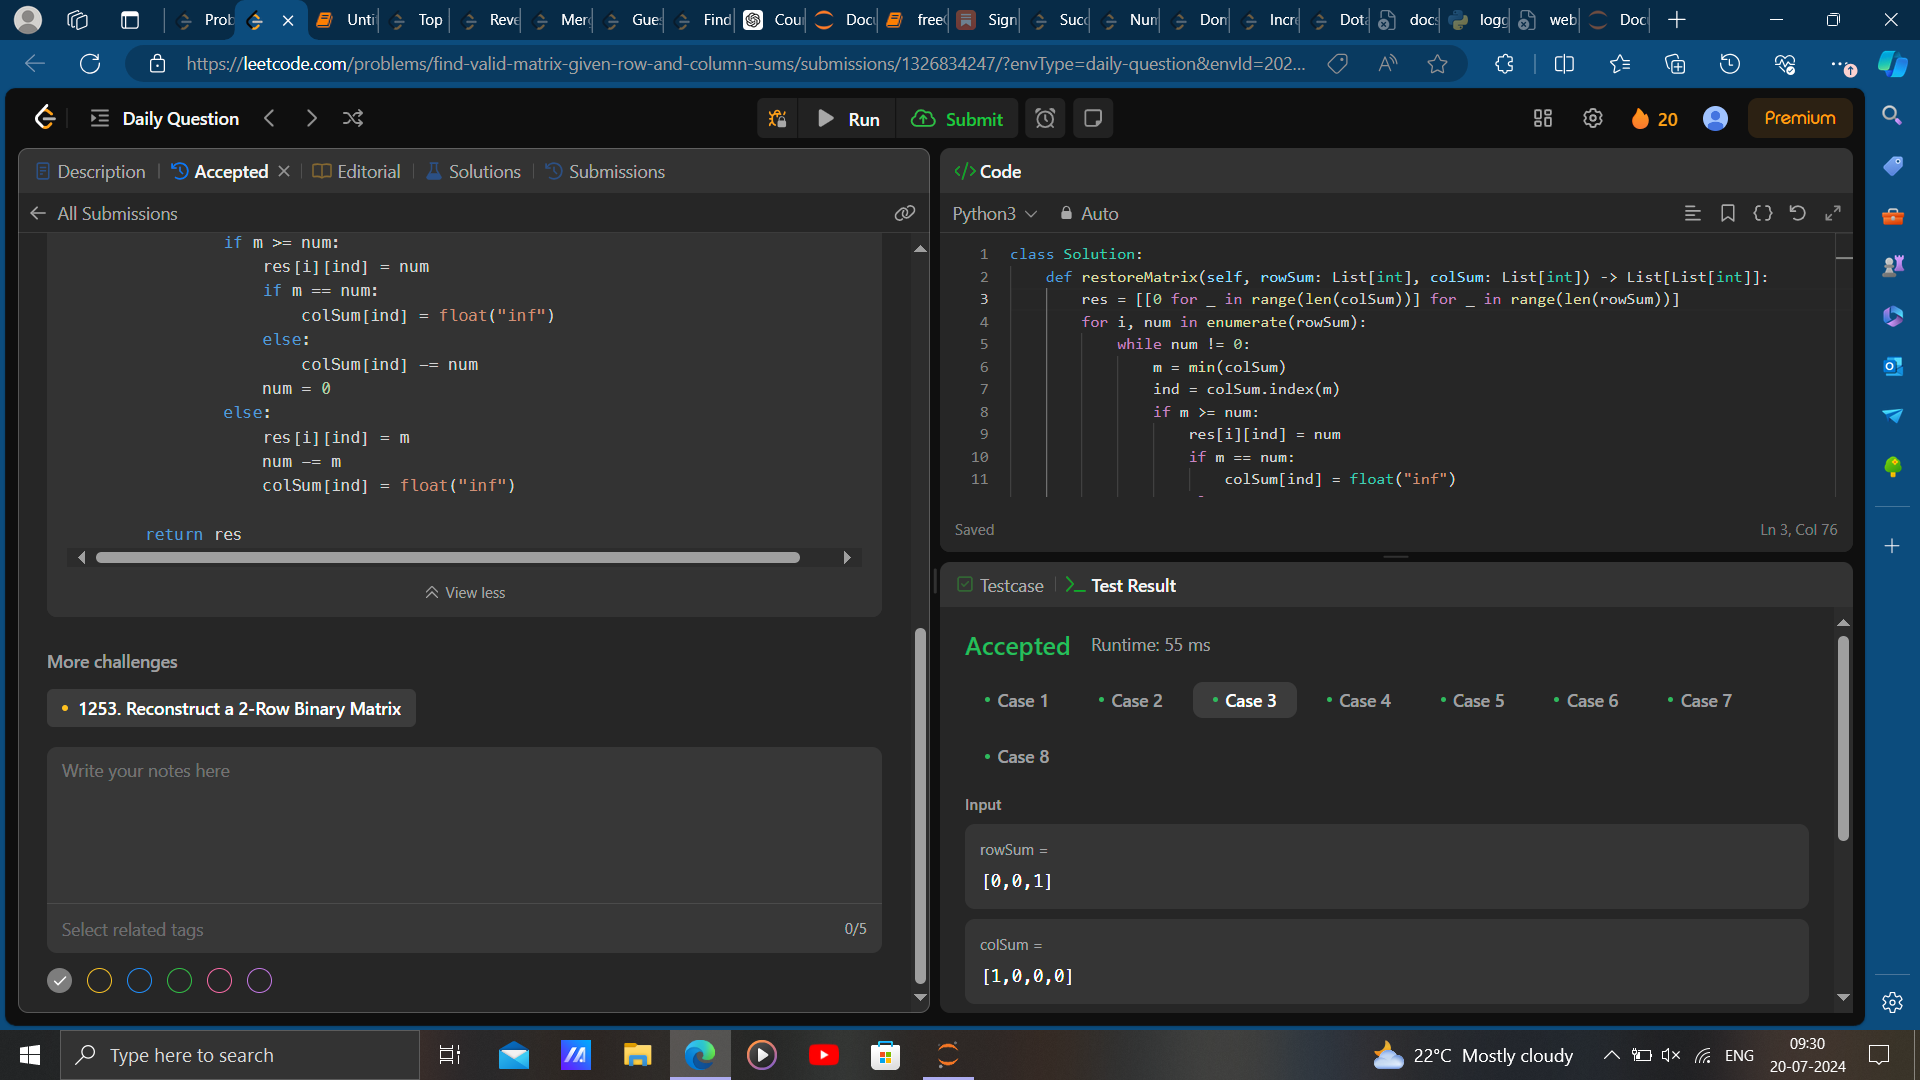 Prob
Unti
Top
Reve
Mer
Gues
Find
Cou
Docu
free
Sign
Succ
Num
Don
Incre
Dota
docs
logg
web
Doc
https://leetcode.com/problems/find-valid-matrix-given-row-and-column-sums/submissions/1326834247/?envType=daily-question&envId=202...
Daily Question
Run
Submit
20
Premium
Description
Accepted
Editorial
Solutions
Submissions
All Submissions
if m >= num:
res[i][ind] = num
if m == num:
colSum[ind] = float("inf")
else:
colSum[ind] -= num
num = 0
else:
res[i][ind] = m
num -= m
colSum[ind] = float("inf")
return res
View less
More challenges
1253. Reconstruct a 2-Row Binary Matrix
Write your notes here
Select related tags
0/5
</> Code
Python3
Auto
1 class Solution:
2 def restoreMatrix(self, rowSum: List[int], colSum: List[int]) -> List[List[int]]:
3 res = [[0 for _ in range(len(colSum))] for _ in range(len(rowSum))]
4 for i, num in enumerate(rowSum):
5 while num != 0:
6 m = min(colSum)
7 ind = colSum.index(m)
8 if m >= num:
9 res[i][ind] = num
10 if m == num:
11 colSum[ind] = float("inf")
Saved
Ln 3, Col 76
Testcase
Test Result
Accepted
Runtime: 55 ms
Case 1
Case 2
Case 3
Case 4
Case 5
Case 6
Case 7
Case 8
Input
rowSum =
[0,0,1]
colSum =
[1,0,0,0]
Type here to search
22°C Mostly cloudy
ENG
09:30
20-07-2024